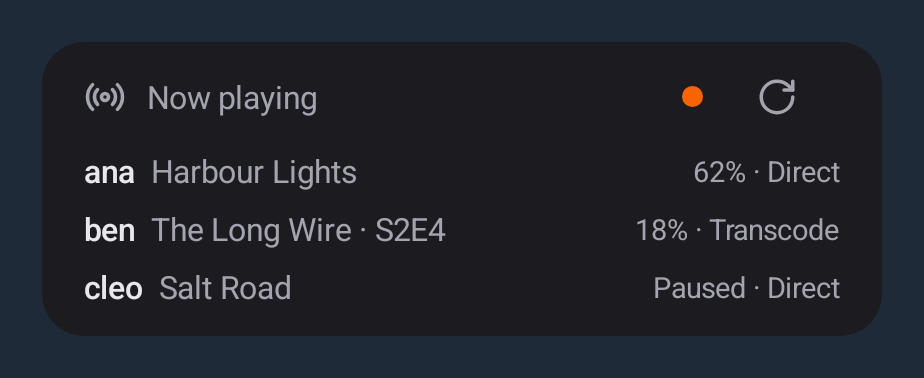 Now playing
ana Harbour Lights 62% · Direct
ben The Long Wire · S2E4 18% · Transcode
cleo Salt Road Paused · Direct